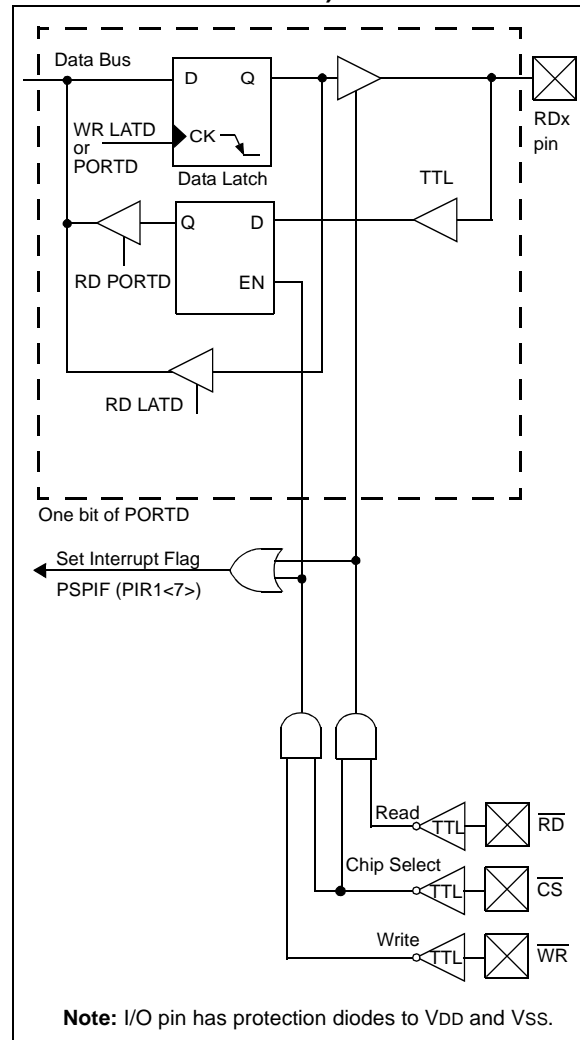 Data Bus
D Q
WR LATD
or
PORTD
CK
Data Latch
RDx
pin
TTL
Q D
RD PORTD
EN
RD LATD
One bit of PORTD
Set Interrupt Flag
PSPIF (PIR1<7>)
Read
TTL
RD
Chip Select
TTL
CS
Write
TTL
WR
Note: I/O pin has protection diodes to VDD and VSS.